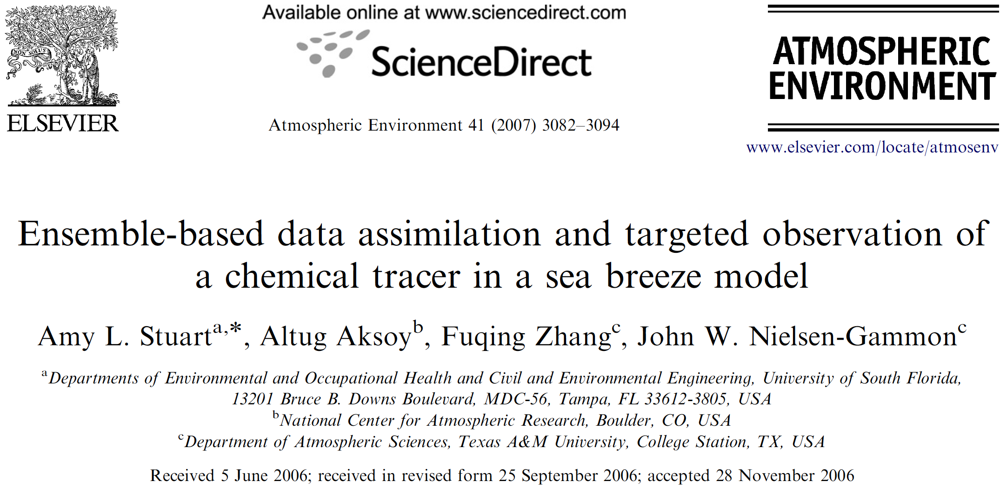 Available online at www.sciencedirect.com
NON SOLUS
ScienceDirect
ATMOSPHERIC
ENVIRONMENT
ELSEVIER
Atmospheric Environment 41 (2007) 3082–3094
www.elsevier.com/locate/atmosenv
Ensemble-based data assimilation and targeted observation of
a chemical tracer in a sea breeze model
Amy L. Stuart^a,*, Altug Aksoy^b, Fuqing Zhang^c, John W. Nielsen-Gammon^c
^a Departments of Environmental and Occupational Health and Civil and Environmental Engineering, University of South Florida,
13201 Bruce B. Downs Boulevard, MDC-56, Tampa, FL 33612-3805, USA
^b National Center for Atmospheric Research, Boulder, CO, USA
^c Department of Atmospheric Sciences, Texas A&M University, College Station, TX, USA
Received 5 June 2006; received in revised form 25 September 2006; accepted 28 November 2006